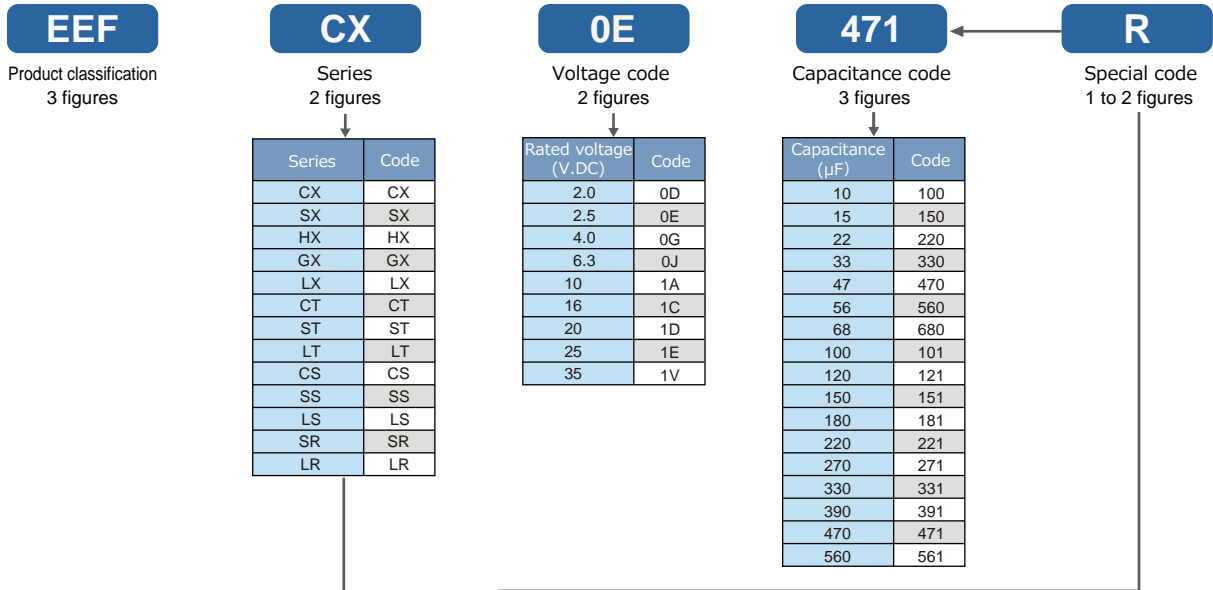 EEF CX 0E 471 R
Product classification Series Voltage code Capacitance code Special code
3 figures 2 figures 2 figures 3 figures 1 to 2 figures
Series Code
CX CX
SX SX
HX HX
GX GX
LX LX
CT CT
ST ST
LT LT
CS CS
SS SS
LS LS
SR SR
LR LR
Rated voltage
(V.DC) Code
2.0 0D
2.5 0E
4.0 0G
6.3 0J
10 1A
16 1C
20 1D
25 1E
35 1V
Capacitance
(μF) Code
10 100
15 150
22 220
33 330
47 470
56 560
68 680
100 101
120 121
150 151
180 181
220 221
270 271
330 331
390 391
470 471
560 561